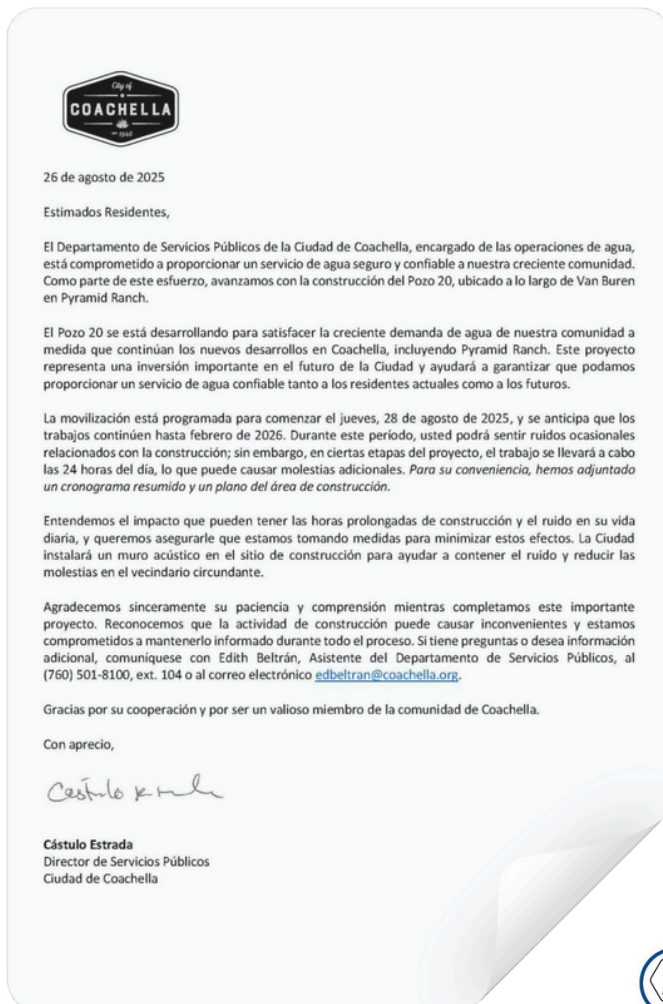 City of
COACHELLA
1946
26 de agosto de 2025
Estimados Residentes,
El Departamento de Servicios Públicos de la Ciudad de Coachella, encargado de las operaciones de agua,
está comprometido a proporcionar un servicio de agua seguro y confiable a nuestra creciente comunidad.
Como parte de este esfuerzo, avanzamos con la construcción del Pozo 20, ubicado a lo largo de Van Buren
en Pyramid Ranch.
El Pozo 20 se está desarrollando para satisfacer la creciente demanda de agua de nuestra comunidad a
medida que continúan los nuevos desarrollos en Coachella, incluyendo Pyramid Ranch. Este proyecto
representa una inversión importante en el futuro de la Ciudad y ayudará a garantizar que podamos
proporcionar un servicio de agua confiable tanto a los residentes actuales como a los futuros.
La movilización está programada para comenzar el jueves, 28 de agosto de 2025, y se anticipa que los
trabajos continúen hasta febrero de 2026. Durante este período, usted podrá sentir ruidos ocasionales
relacionados con la construcción; sin embargo, en ciertas etapas del proyecto, el trabajo se llevará a cabo
las 24 horas del día, lo que puede causar molestias adicionales. Para su conveniencia, hemos adjuntado
un cronograma resumido y un plano del área de construcción.
Entendemos el impacto que pueden tener las horas prolongadas de construcción y el ruido en su vida
diaria, y queremos asegurarle que estamos tomando medidas para minimizar estos efectos. La Ciudad
instalará un muro acústico en el sitio de construcción para ayudar a contener el ruido y reducir las
molestias en el vecindario circundante.
Agradecemos sinceramente su paciencia y comprensión mientras completamos este importante
proyecto. Reconocemos que la actividad de construcción puede causar inconvenientes y estamos
comprometidos a mantenerlo informado durante todo el proceso. Si tiene preguntas o desea información
adicional, comuníquese con Edith Beltrán, Asistente del Departamento de Servicios Públicos, al
(760) 501-8100, ext. 104 o al correo electrónico edbeltran@coachella.org.
Gracias por su cooperación y por ser un valioso miembro de la comunidad de Coachella.
Con aprecio,
Cástulo Estrada
Director de Servicios Públicos
Ciudad de Coachella